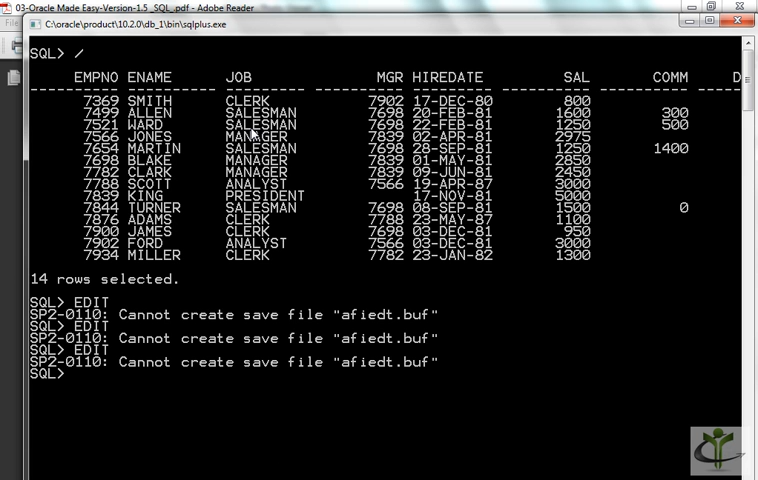 03-Oracle Made Easy-Version-1.5 _SQL_.pdf - Adobe Reader
C:\oracle\product\10.2.0\db_1\bin\sqlplus.exe
SQL> /
EMPNO ENAME JOB MGR HIREDATE SAL COMM D
---------- ---------- --------- ---------- --------- ---------- ---------- ----
7369 SMITH CLERK 7902 17-DEC-80 800
7499 ALLEN SALESMAN 7698 20-FEB-81 1600 300
7521 WARD SALESMAN 7698 22-FEB-81 1250 500
7566 JONES MANAGER 7839 02-APR-81 2975
7654 MARTIN SALESMAN 7698 28-SEP-81 1250 1400
7698 BLAKE MANAGER 7839 01-MAY-81 2850
7782 CLARK MANAGER 7839 09-JUN-81 2450
7788 SCOTT ANALYST 7566 19-APR-87 3000
7839 KING PRESIDENT 17-NOV-81 5000
7844 TURNER SALESMAN 7698 08-SEP-81 1500 0
7876 ADAMS CLERK 7788 23-MAY-87 1100
7900 JAMES CLERK 7698 03-DEC-81 950
7902 FORD ANALYST 7566 03-DEC-81 3000
7934 MILLER CLERK 7782 23-JAN-82 1300
14 rows selected.
SQL> EDIT
SP2-0110: Cannot create save file "afiedt.buf"
SQL> EDIT
SP2-0110: Cannot create save file "afiedt.buf"
SQL> EDIT
SP2-0110: Cannot create save file "afiedt.buf"
SQL>